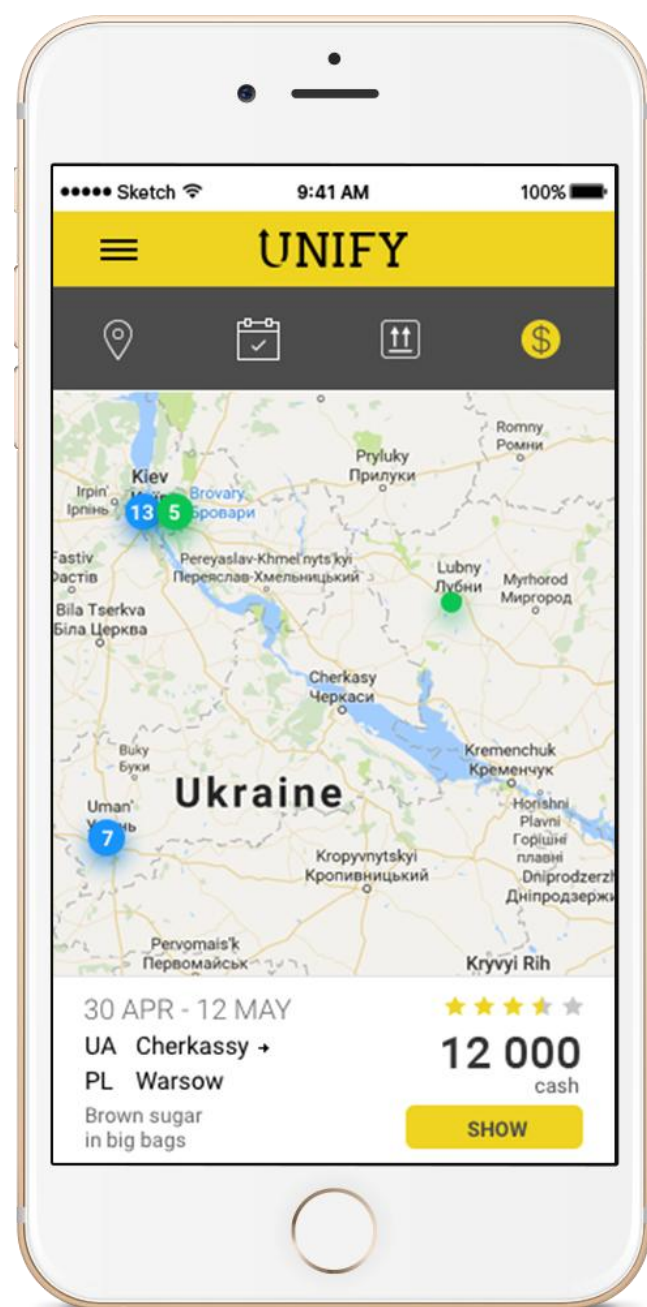 Sketch
9:41 AM
100%
UNIFY
Romny
Ромни
Pryluky
Прилуки
Kiev
Irpin'
Ірпінь
Brovary
Бровари
13
5
Fastiv
Фастів
Pereyaslav-Khmel'nyts'kyi
Переяслав-Хмельницький
Lubny
Лубни
Myrhorod
Миргород
Bila Tserkva
Біла Церква
Cherkasy
Черкаси
Buky
Буки
Kremenchuk
Кременчук
Ukraine
Uman'
7
Horishni
Plavni
Горішні
плавні
Kropyvnytskyi
Кропивницький
Dniprodzerzh
Дніпродзержи
Pervomais'k
Первомайськ
Kryvyi Rih
30 APR - 12 MAY
UA Cherkassy →
PL Warsow
12 000
cash
Brown sugar
in big bags
SHOW